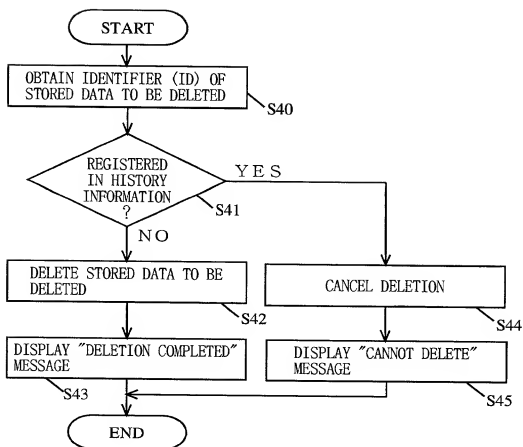 START
OBTAIN IDENTIFIER (ID) OF
STORED DATA TO BE DELETED
S40
REGISTERED
IN HISTORY
INFORMATION
?
YES
S41
NO
DELETE STORED DATA TO BE
DELETED
S42
CANCEL DELETION
S44
DISPLAY "DELETION COMPLETED"
MESSAGE
S43
DISPLAY "CANNOT DELETE"
MESSAGE
S45
END